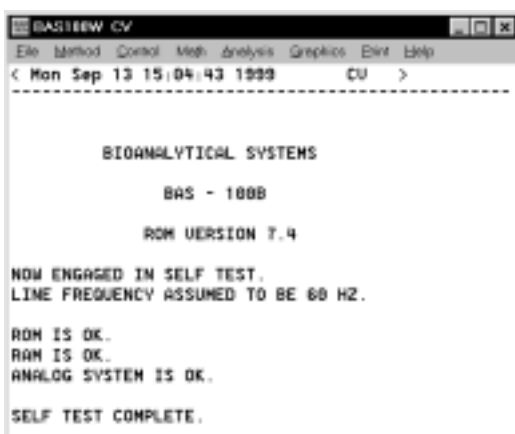 BAS100W CV
File Method Control Math Analysis Graphics Print Help
< Mon Sep 13 15:04:43 1999 CV >
BIOANALYTICAL SYSTEMS
BAS - 100B
ROM VERSION 7.4
NOW ENGAGED IN SELF TEST.
LINE FREQUENCY ASSUMED TO BE 60 HZ.
ROM IS OK.
RAM IS OK.
ANALOG SYSTEM IS OK.
SELF TEST COMPLETE.